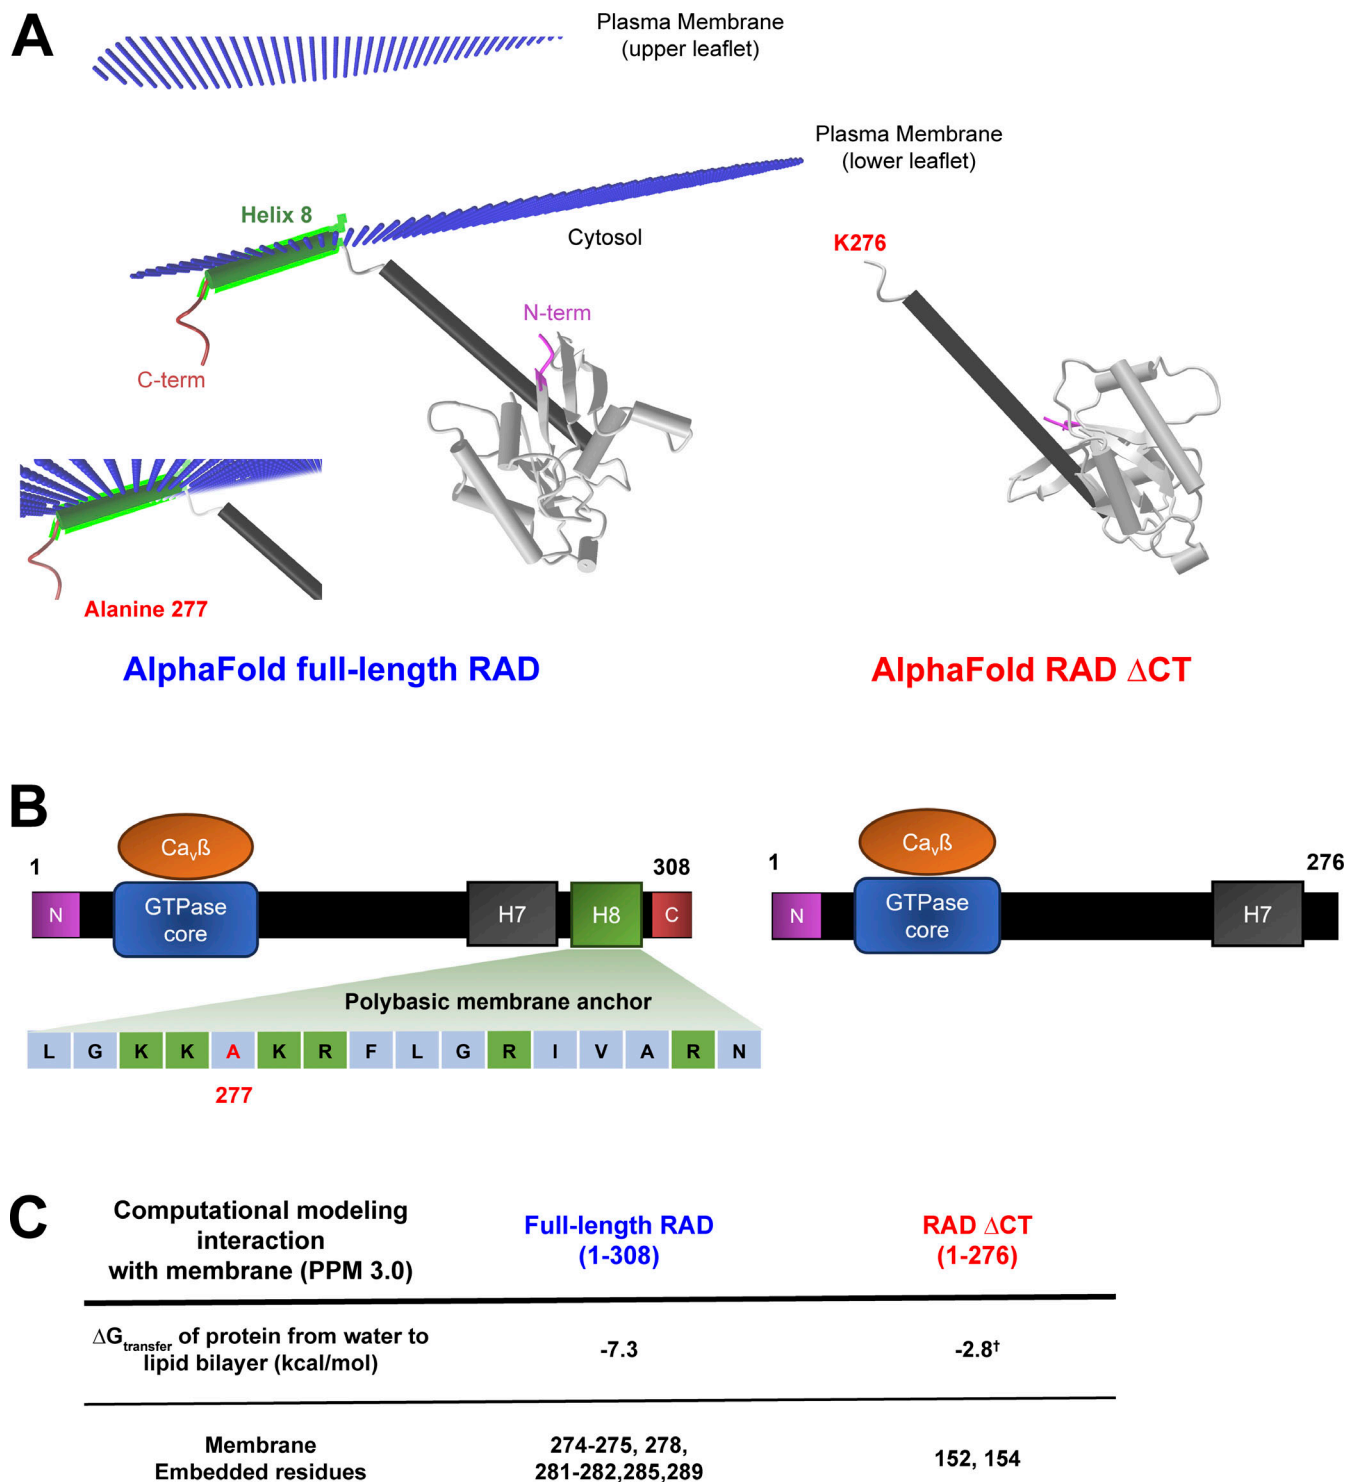 A
Plasma Membrane
(upper leaflet)
Plasma Membrane
(lower leaflet)
Helix 8
Cytosol
K276
N-term
C-term
Alanine 277
AlphaFold full-length RAD
AlphaFold RAD ΔCT
B
Caᵥß
1
308
N
GTPase
core
H7
H8
C
Caᵥß
1
276
N
GTPase
core
H7
Polybasic membrane anchor
L G K K A K R F L G R I V A R N
277
C
Computational modeling
interaction
with membrane (PPM 3.0)
Full-length RAD
(1-308)
RAD ΔCT
(1-276)
ΔGtransfer of protein from water to
lipid bilayer (kcal/mol)
-7.3
-2.8†
Membrane
Embedded residues
274-275, 278,
281-282,285,289
152, 154